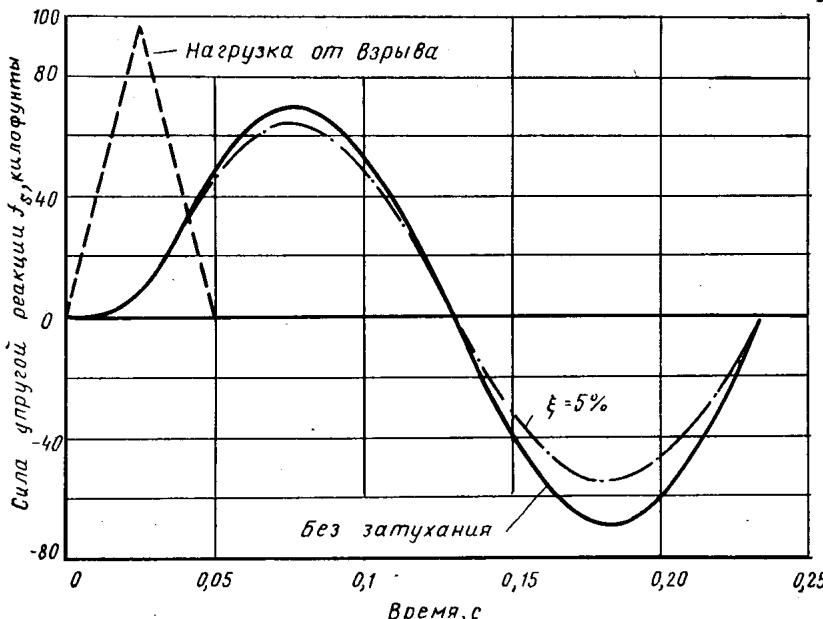 100
80
40
0
-40
-80
Сила упругой реакции fs, килофунты
Нагрузка от взрыва
ξ = 5%
Без затухания
0 0,05 0,1 0,15 0,20 0,25
Время, с